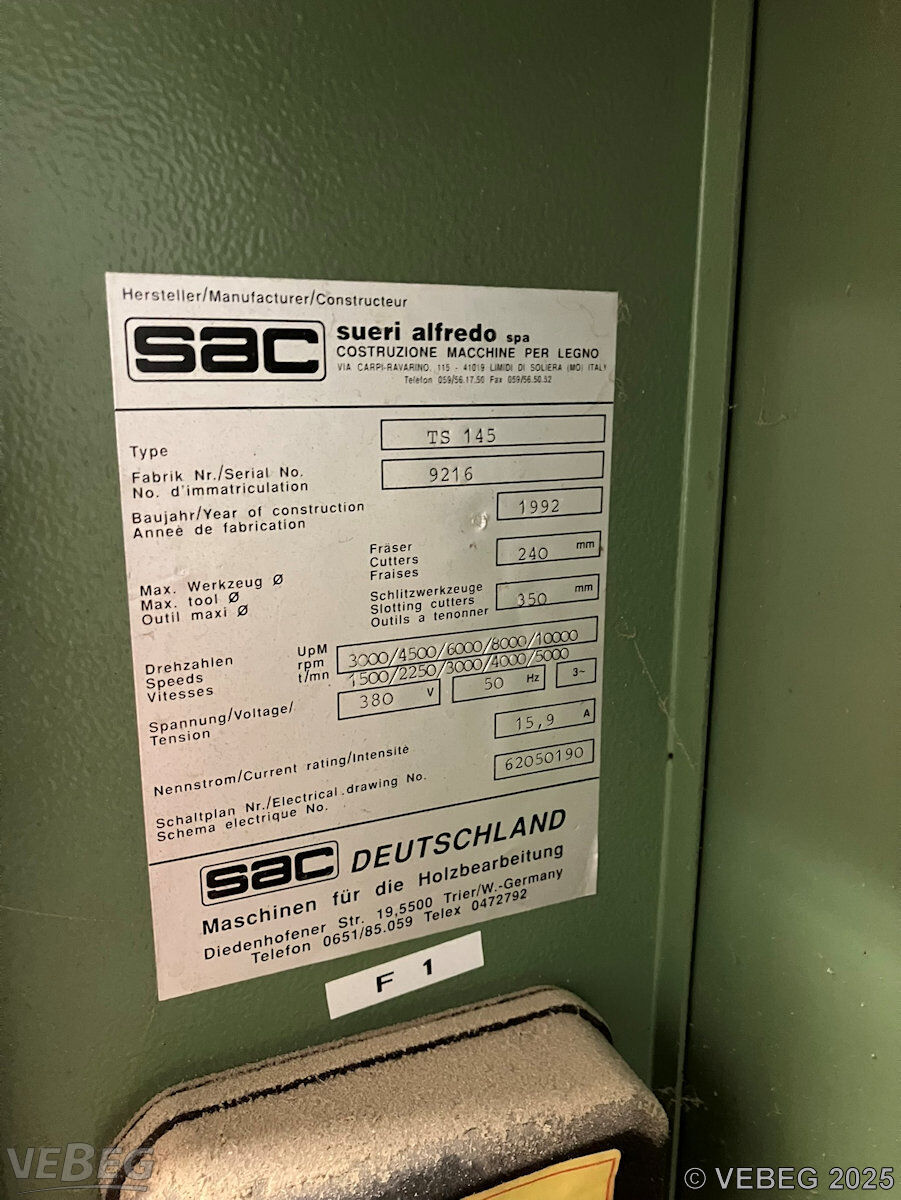 Hersteller/Manufacturer/Constructeur
sac
sueri alfredo spa
COSTRUZIONE MACCHINE PER LEGNO
VIA CARPI-RAVARINO, 115 - 41019 LIMIDI DI SOLIERA (MO) ITALY
Telefon 059/56.17.50 Fax 059/56.50.32
Type TS 145
Fabrik Nr./Serial No. 9216
No. d'immatriculation
Baujahr/Year of construction 1992
Anneè de fabrication
Max. Werkzeug Ø
Max. tool Ø
Outil maxi Ø
Fräser
Cutters 240 mm
Fraises
Schlitzwerkzeuge
Slotting cutters 350 mm
Outils a tenonner
Drehzahlen UpM 3000/4500/6000/8000/10000
Speeds rpm 1500/2250/3000/4000/5000
Vitesses t/mn
Spannung/Voltage/ 380 V 50 Hz 3~
Tension
Nennstrom/Current rating/Intensité 15,9 A
Schaltplan Nr./Electrical.drawing No. 62050190
Schema electrique No.
sac DEUTSCHLAND
Maschinen für die Holzbearbeitung
Diedenhofener Str. 19,5500 Trier/W.-Germany
Telefon 0651/85.059 Telex 0472792
F 1
VEBEG
© VEBEG 2025